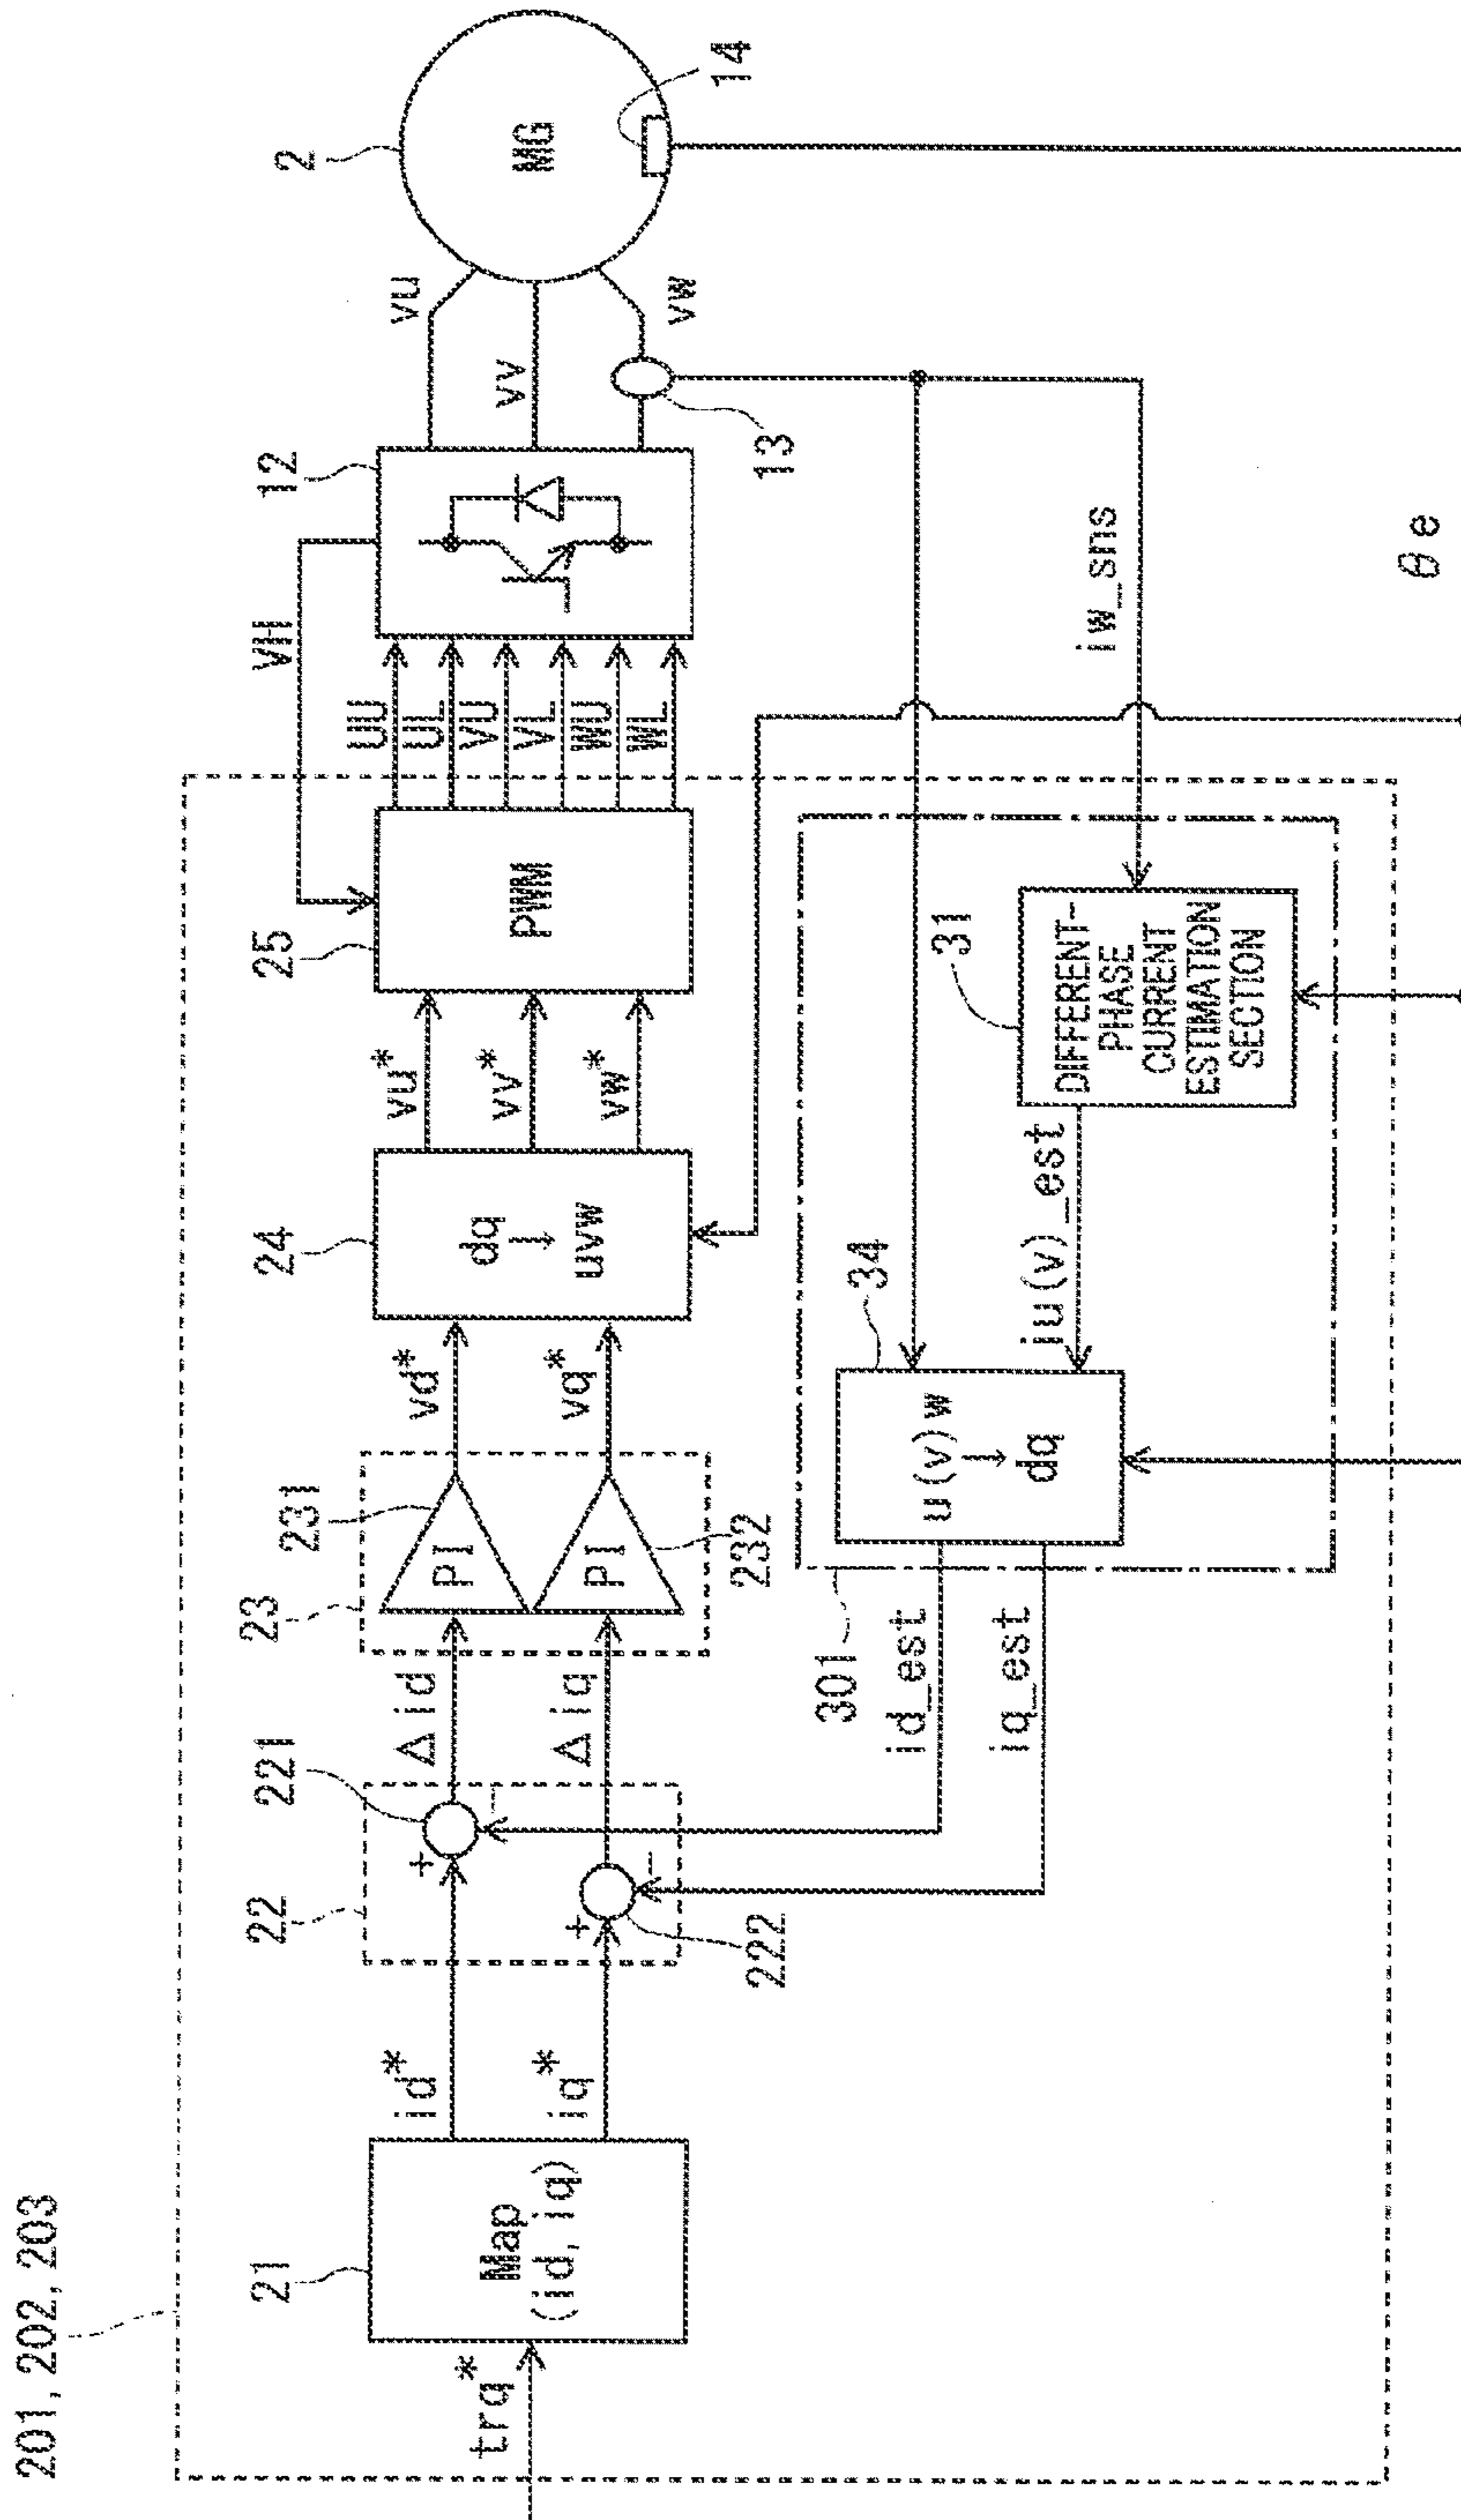 201, 202, 203
trq*
21
Map
(id, iq)
id*
iq*
22
221
222
+
−
+
−
Δid
Δiq
23
231
232
PI
PI
vd*
vq*
24
dq
↓
uvw
vu*
vv*
vw*
25
PWM
VH
UU
UL
VU
VL
WU
WL
12
vu
vv
vw
13
2
MG
14
301
id_est
iq_est
34
u(v)w
↓
dq
iu(v)_est
31
DIFFERENT-
PHASE
CURRENT
ESTIMATION
SECTION
iw_sns
θe